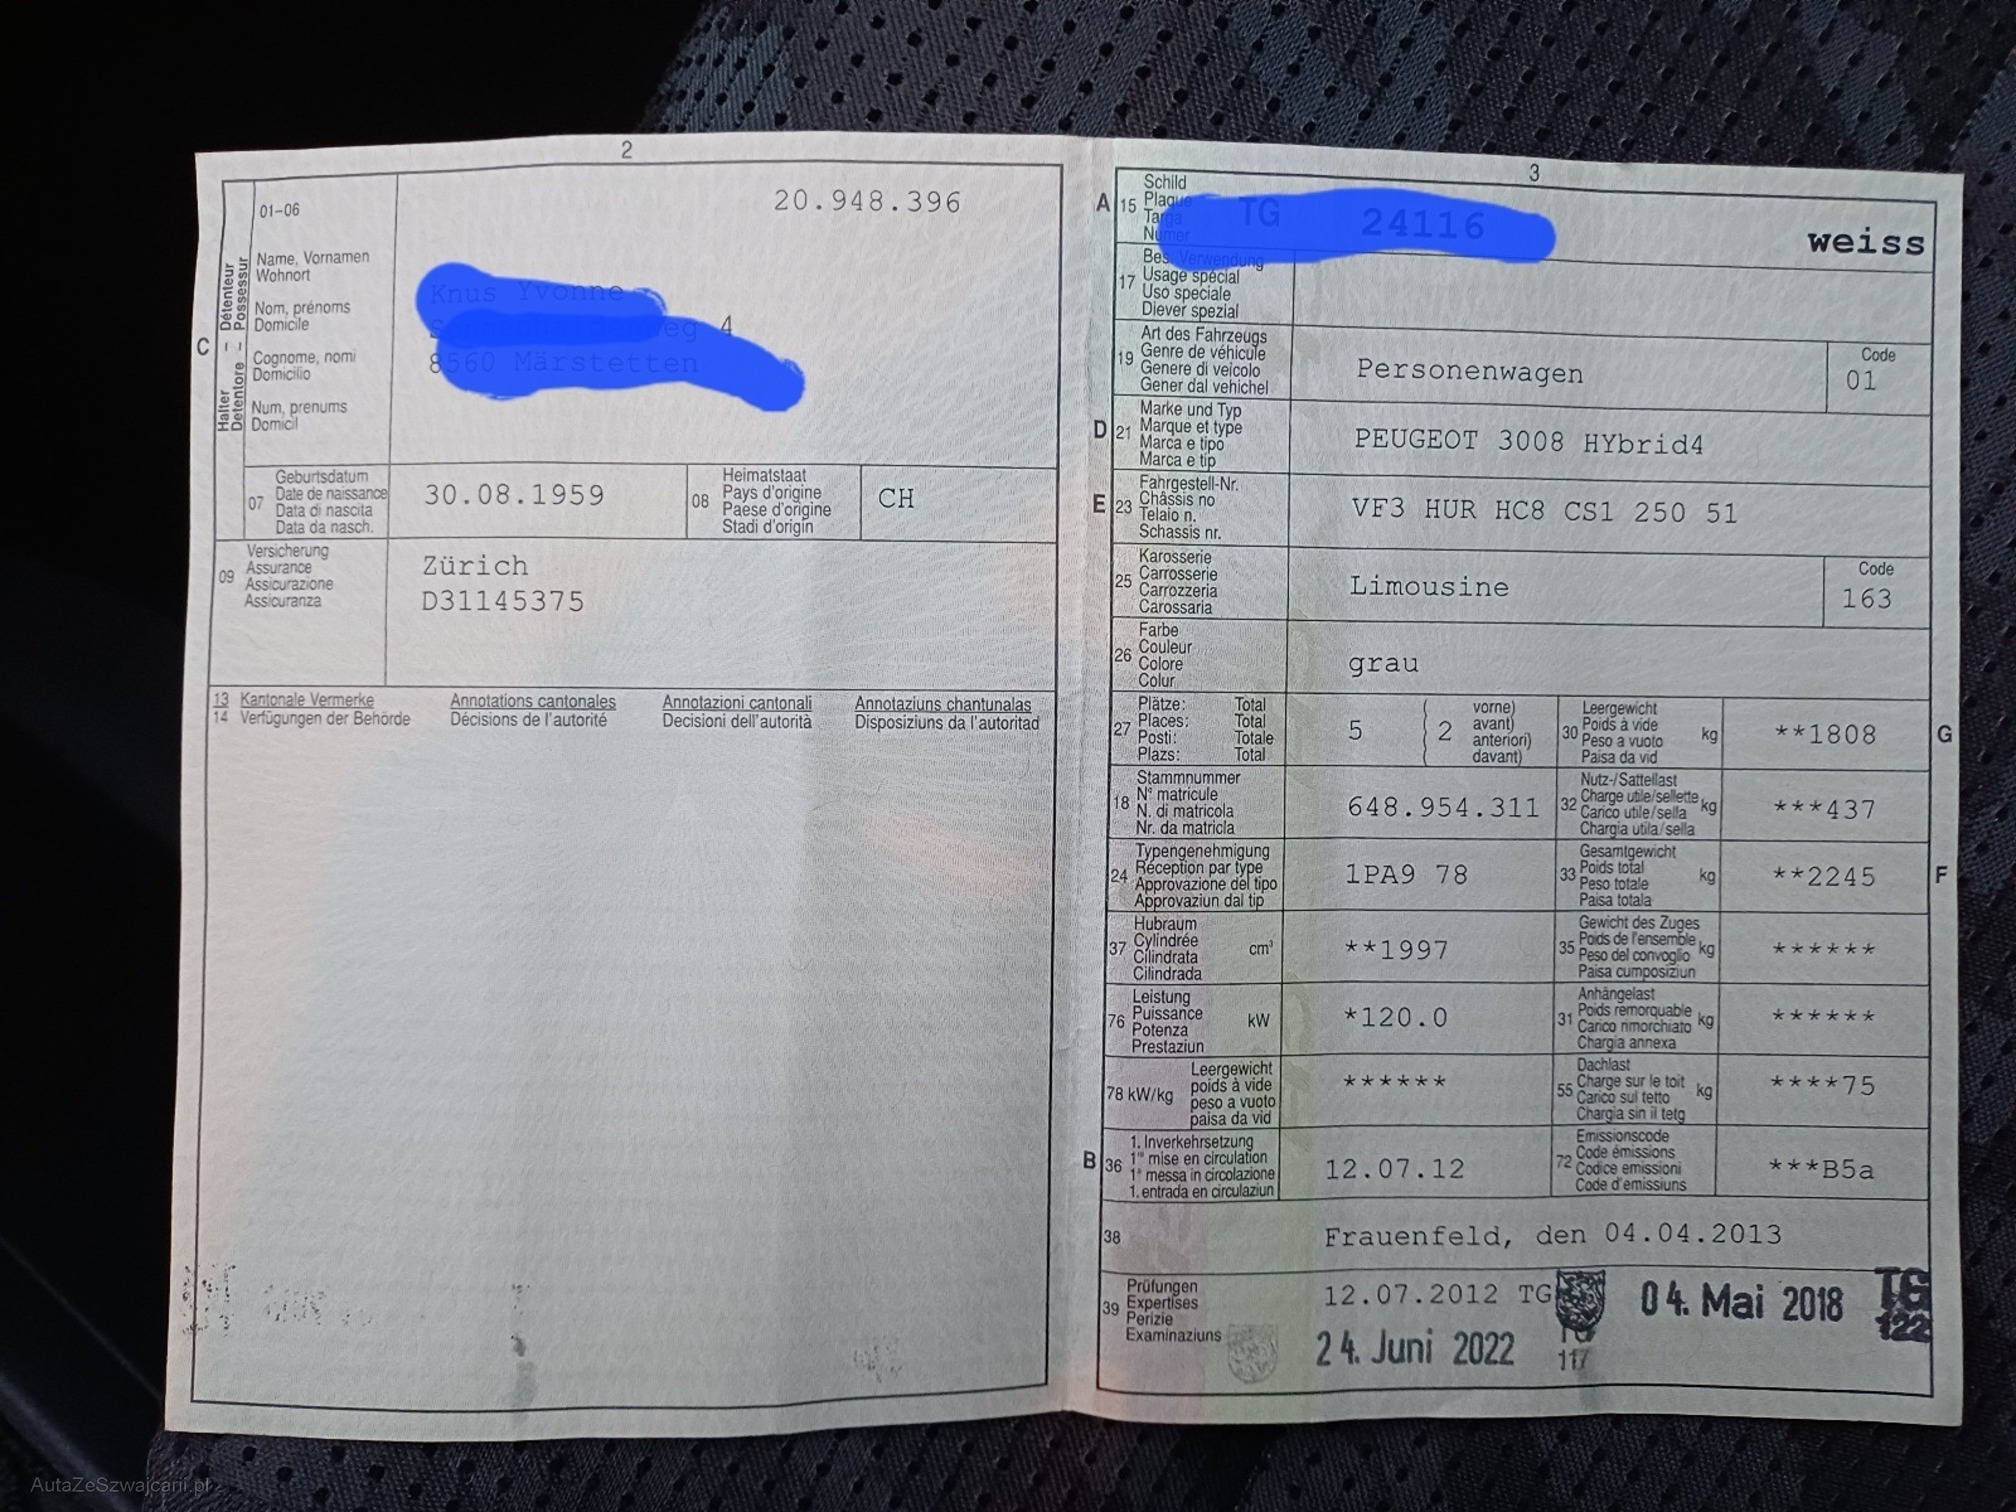 2
01-06
20.948.396
Name, Vornamen
Wohnort
Nom, prénoms
Domicile
Cognome, nomi
Domicilio
Num, prenums
Domicil
C
Halter – Détenteur
Detentore – Possessur
4
07
Geburtsdatum
Date de naissance
Data di nascita
Data da nasch.
30.08.1959
08
Heimatstaat
Pays d'origine
Paese d'origine
Stadi d'origin
CH
09
Versicherung
Assurance
Assicurazione
Assicuranza
Zürich
D31145375
13 Kantonale Vermerke Annotations cantonales Annotazioni cantonali Annotaziuns chantunalas
14 Verfügungen der Behörde Décisions de l'autorité Decisioni dell'autorità Disposiziuns da l'autoritad
3
A 15
Schild
weiss
17
Usage spécial
Uso speciale
Diever spezial
19
Art des Fahrzeugs
Genre de véhicule
Genere di veicolo
Gener dal vehichel
Personenwagen
Code
01
D 21
Marke und Typ
Marque et type
Marca e tipo
Marca e tip
PEUGEOT 3008 HYbrid4
E 23
Fahrgestell-Nr.
Châssis no
Telaio n.
Schassis nr.
VF3 HUR HC8 CS1 250 51
25
Karosserie
Carrosserie
Carrozzeria
Carossaria
Limousine
Code
163
26
Farbe
Couleur
Colore
Colur
grau
27
Plätze: Total
Places: Total
Posti: Totale
Plazs: Total
5
2
vorne)
avant)
anteriori)
davant)
30
Leergewicht
Poids à vide
Peso a vuoto
Paisa da vid
kg
**1808
G
18
Stammnummer
N° matricule
N. di matricola
Nr. da matricla
648.954.311
32
Nutz-/Sattellast
Charge utile/sellette
Carico utile/sella
Chargia utila/sella
kg
***437
24
Typengenehmigung
Réception par type
Approvazione del tipo
Approvaziun dal tip
1PA9 78
33
Gesamtgewicht
Poids total
Peso totale
Paisa totala
kg
**2245
F
37
Hubraum
Cylindrée
Cilindrata
Cilindrada
cm³
**1997
35
Gewicht des Zuges
Poids de l'ensemble
Peso del convoglio
Paisa cumposiziun
kg
******
76
Leistung
Puissance
Potenza
Prestaziun
kW
*120.0
31
Anhängelast
Poids remorquable
Carico rimorchiato
Chargia annexa
kg
******
78 kW/kg
Leergewicht
poids à vide
peso a vuoto
paisa da vid
******
55
Dachlast
Charge sur le toit
Carico sul tetto
Chargia sin il tetg
kg
****75
B 36
1. Inverkehrsetzung
1re mise en circulation
1a messa in circolazione
1. entrada en circulaziun
12.07.12
72
Emissionscode
Code émissions
Codice emissioni
Code d'emissiuns
***B5a
38
Frauenfeld, den 04.04.2013
39
Prüfungen
Expertises
Perizie
Examinaziuns
12.07.2012 TG
04. Mai 2018
TG
122
24. Juni 2022
TG
117
AutaZeSzwajcarii.pl